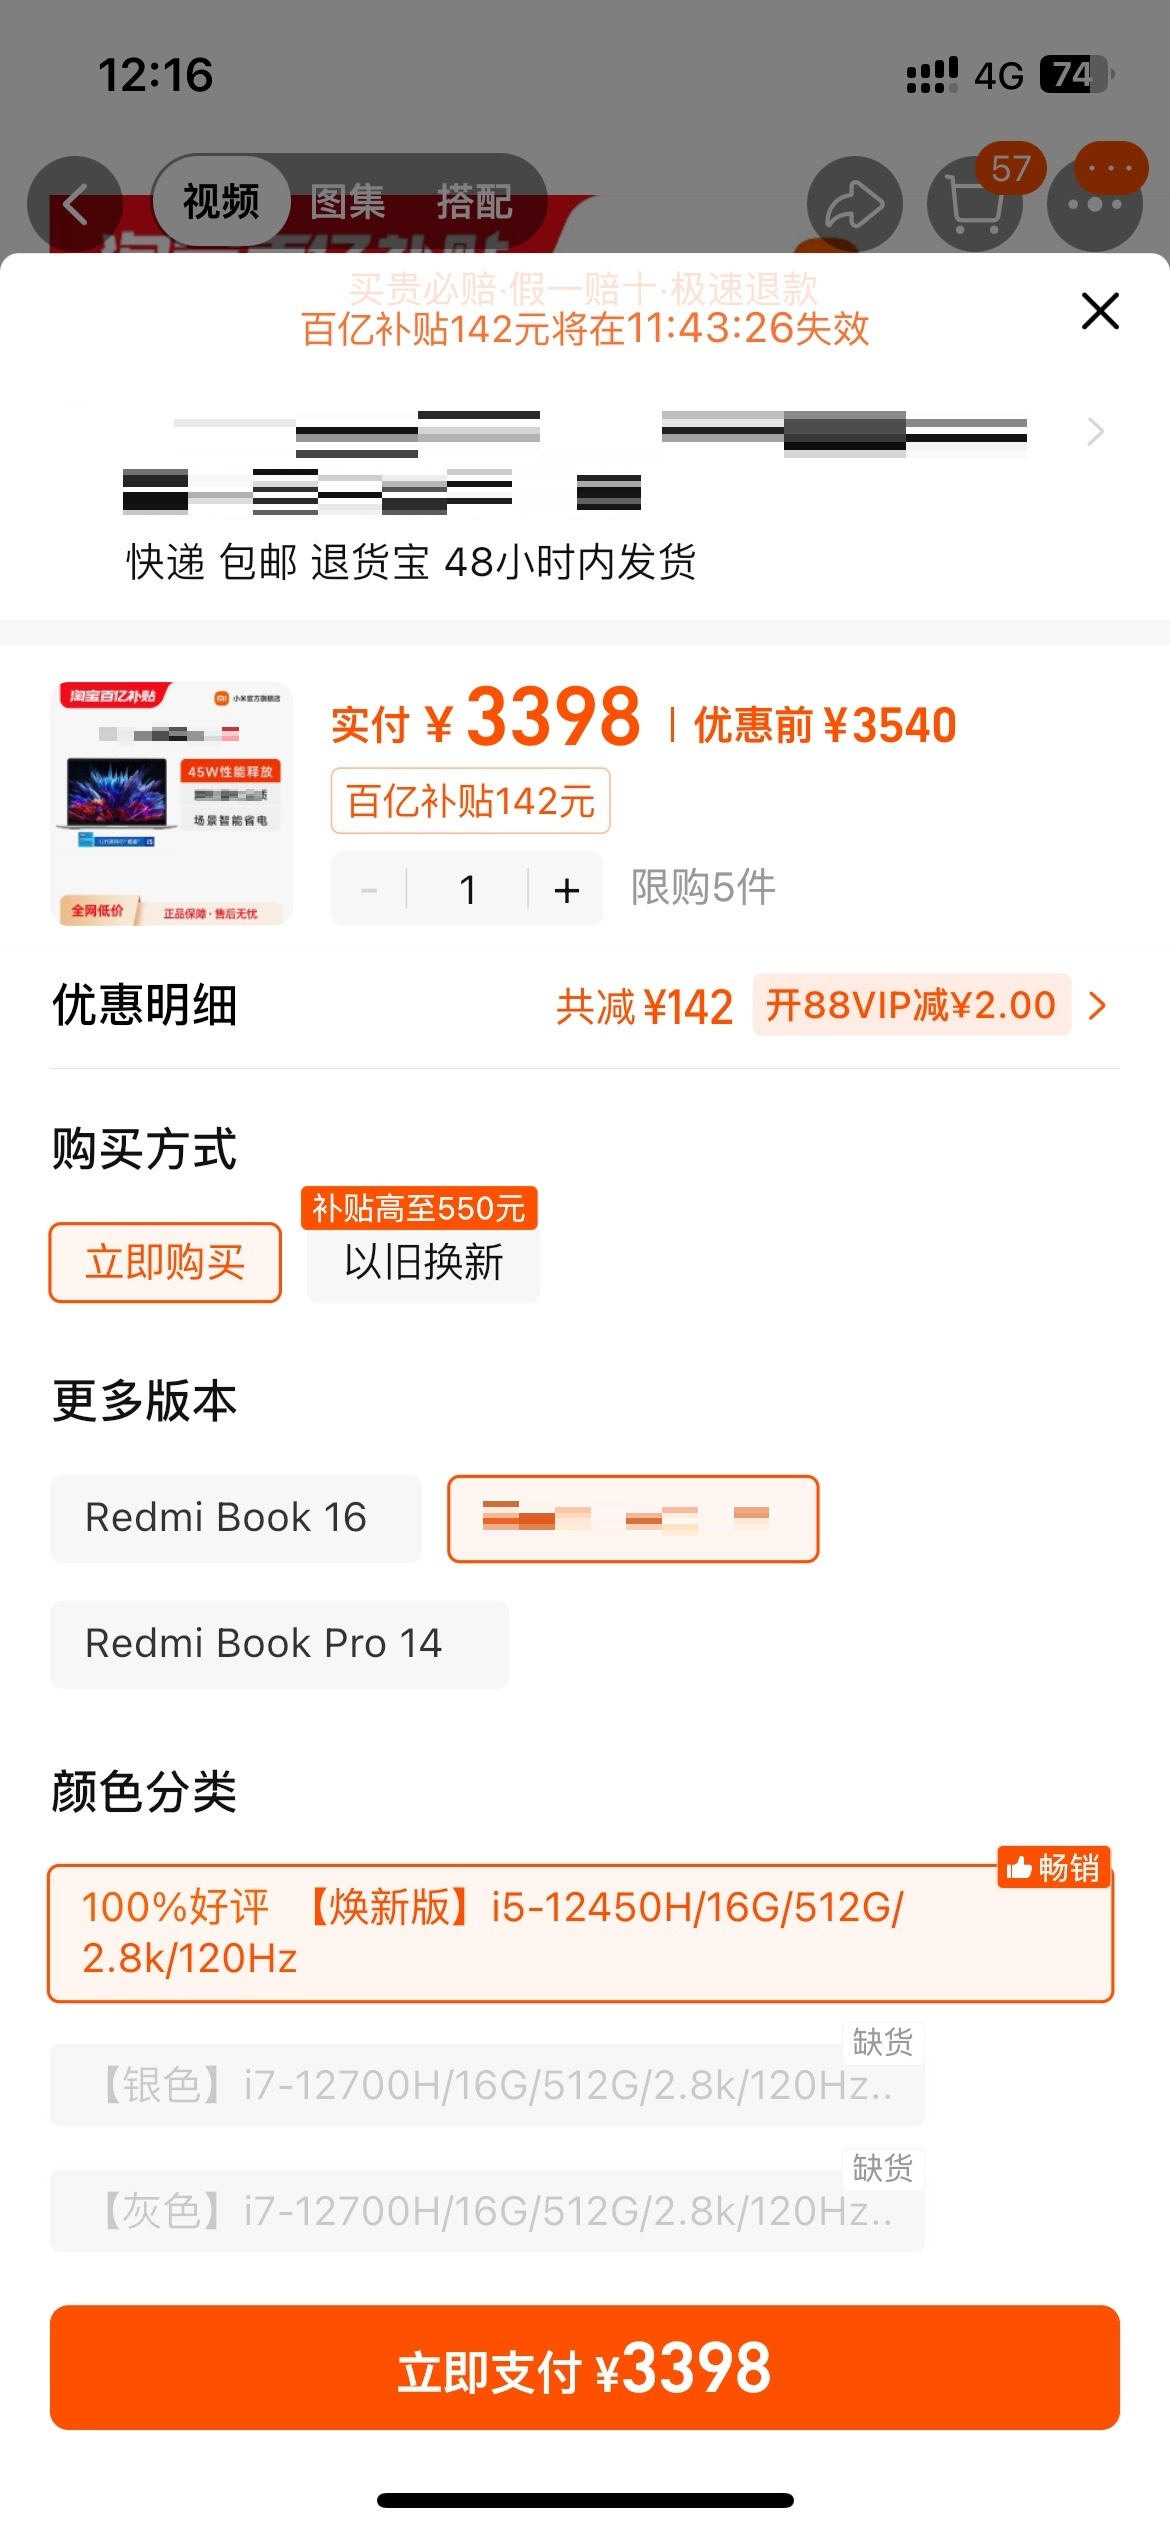 12:16
4G 74
视频 图集 搭配
57
买贵必赔·假一赔十·极速退款
百亿补贴142元将在11:43:26失效
快递 包邮 退货宝 48小时内发货
淘宝百亿补贴
小米官方旗舰店
45W性能释放
场景智能省电
全网低价
正品保障·售后无忧
实付 ¥3398 优惠前 ¥3540
百亿补贴142元
- 1 + 限购5件
优惠明细
共减 ¥142 开88VIP减¥2.00
购买方式
补贴高至550元
立即购买 以旧换新
更多版本
Redmi Book 16
Redmi Book Pro 14
颜色分类
畅销
100%好评 【焕新版】i5-12450H/16G/512G/
2.8k/120Hz
缺货
【银色】i7-12700H/16G/512G/2.8k/120Hz..
缺货
【灰色】i7-12700H/16G/512G/2.8k/120Hz..
立即支付 ¥3398